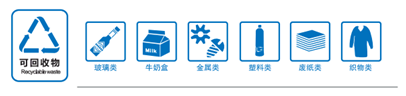 可回收物
Recyclable waste
Milk
玻璃类
牛奶盒
金属类
塑料类
废纸类
织物类